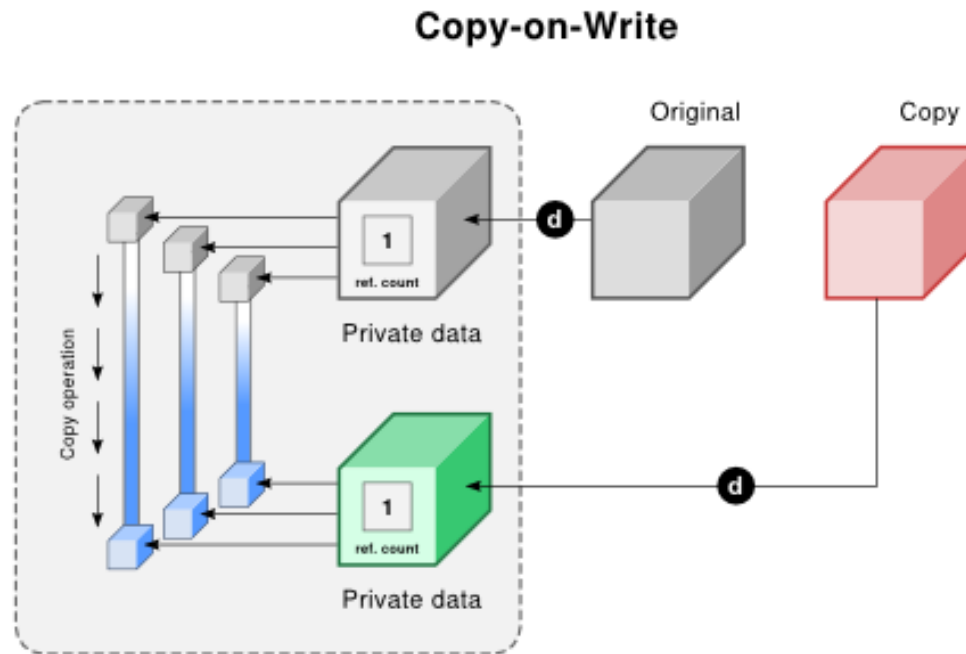 Copy-on-Write
Original
Copy
d
1
ref. count
Private data
Copy operation
d
1
ref. count
Private data